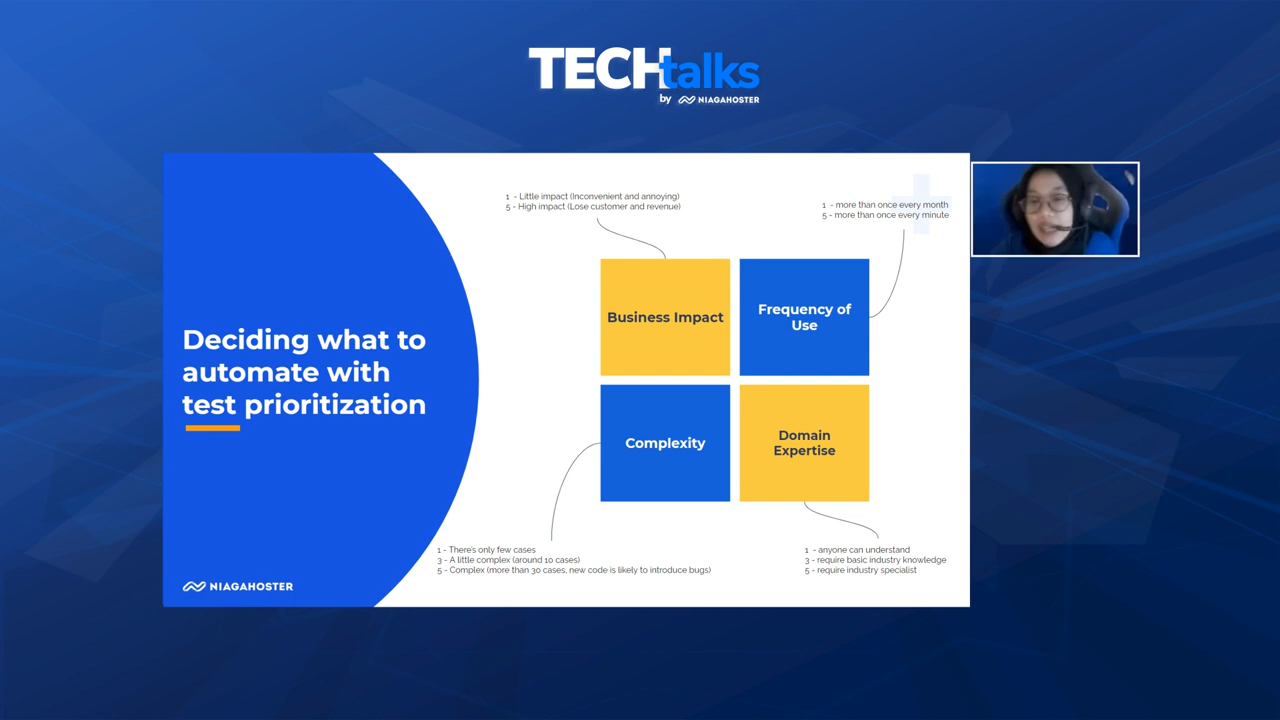 TECHtalks
by NIAGAHOSTER
Deciding what to
automate with
test prioritization
NIAGAHOSTER
1 - Little impact (Inconvenient and annoying)
5 - High impact (Lose customer and revenue)
1 - more than once every month
5 - more than once every minute
Business Impact
Frequency of
Use
Complexity
Domain
Expertise
1 - There's only few cases
3 - A little complex (around 10 cases)
5 - Complex (more than 30 cases, new code is likely to introduce bugs)
1 - anyone can understand
3 - require basic industry knowledge
5 - require industry specialist